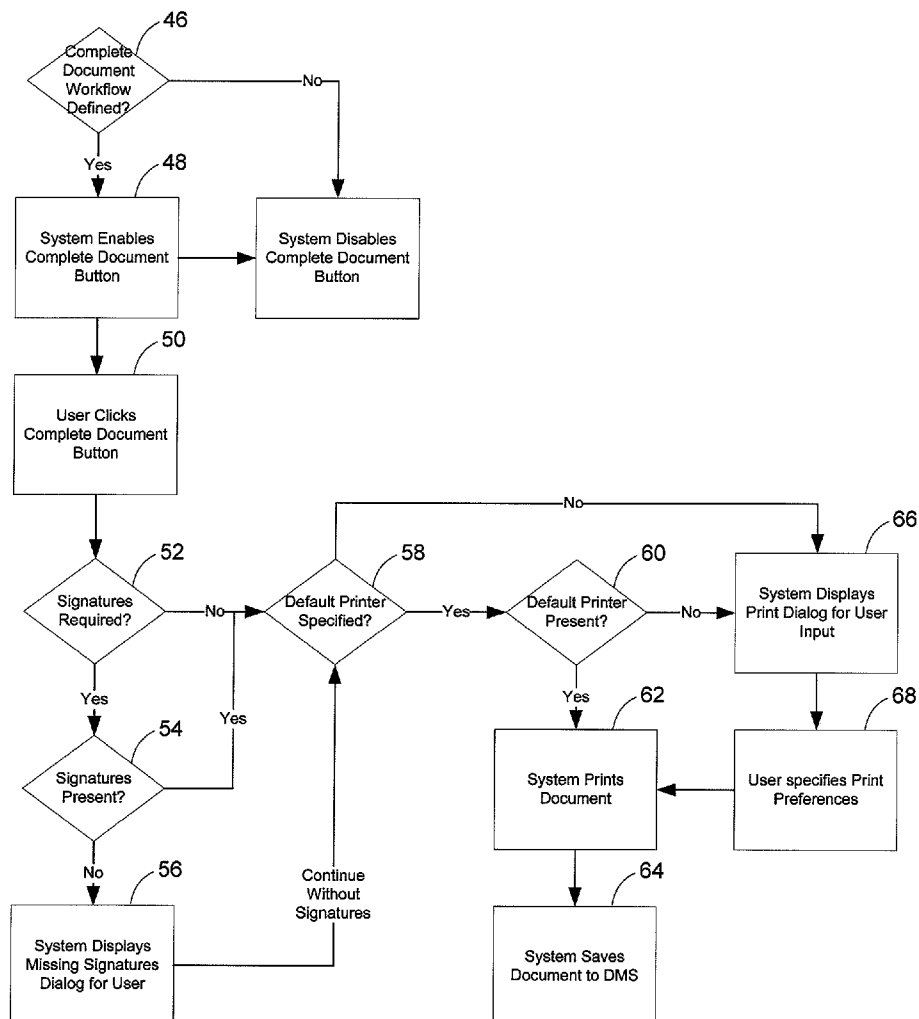 46
Complete
Document
Workflow
Defined?
No
Yes
48
System Enables
Complete Document
Button
System Disables
Complete Document
Button
50
User Clicks
Complete Document
Button
No
52
Signatures
Required?
No
58
Default Printer
Specified?
Yes
60
Default Printer
Present?
No
66
System Displays
Print Dialog for User
Input
Yes
54
Signatures
Present?
Yes
Yes
62
System Prints
Document
68
User specifies Print
Preferences
No
56
System Displays
Missing Signatures
Dialog for User
Continue
Without
Signatures
64
System Saves
Document to DMS